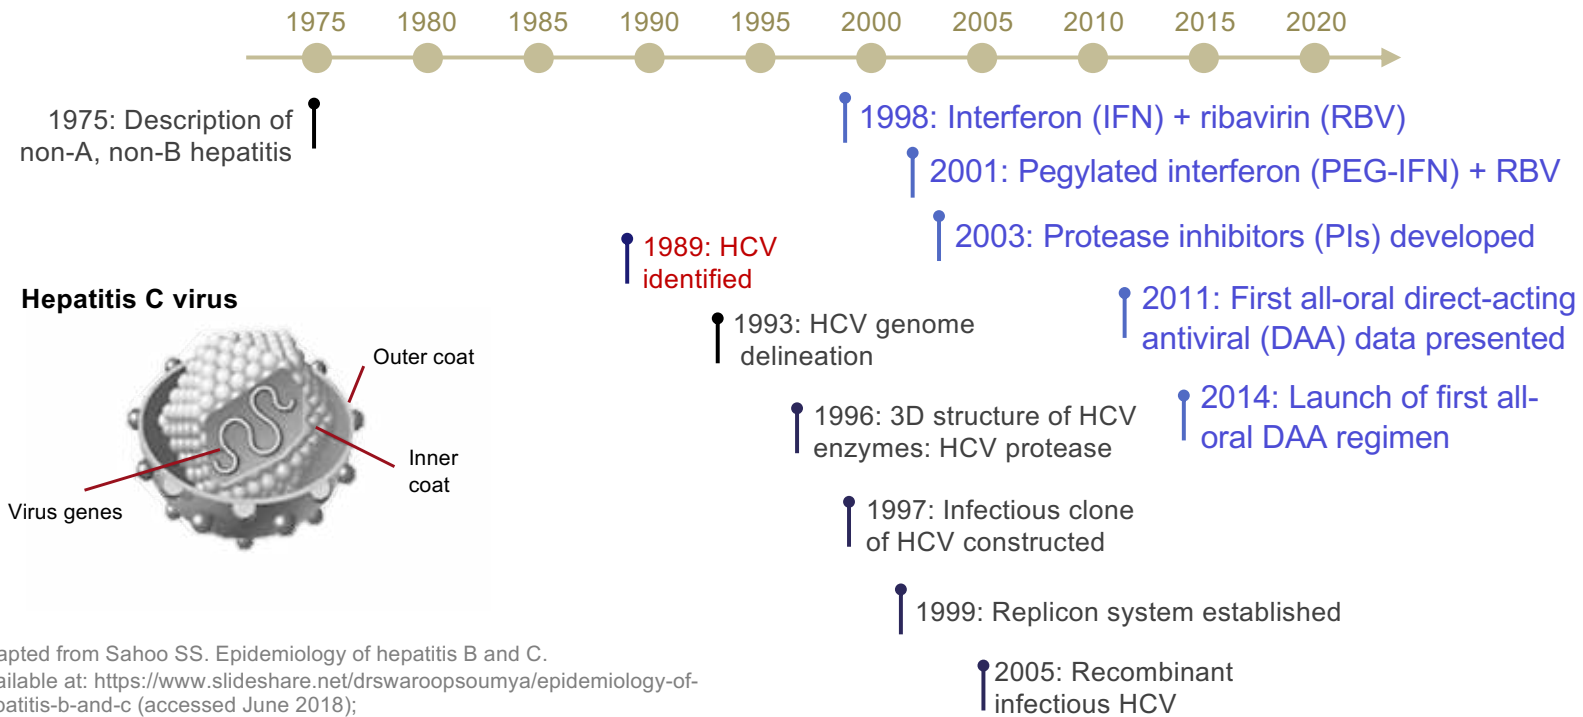 1975 1980 1985 1990 1995 2000 2005 2010 2015 2020
1975: Description of
non-A, non-B hepatitis
1998: Interferon (IFN) + ribavirin (RBV)
2001: Pegylated interferon (PEG-IFN) + RBV
2003: Protease inhibitors (PIs) developed
1989: HCV
identified
2011: First all-oral direct-acting
antiviral (DAA) data presented
1993: HCV genome
delineation
2014: Launch of first all-
oral DAA regimen
1996: 3D structure of HCV
enzymes: HCV protease
1997: Infectious clone
of HCV constructed
1999: Replicon system established
2005: Recombinant
infectious HCV
Hepatitis C virus
Outer coat
Inner
coat
Virus genes
apted from Sahoo SS. Epidemiology of hepatitis B and C.
ailable at: https://www.slideshare.net/drswaroopsoumya/epidemiology-of-
patitis-b-and-c (accessed June 2018);